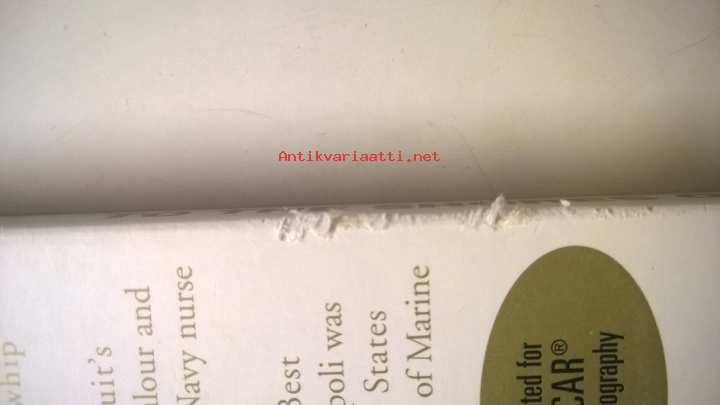 Antikvariaatti.net
whip
uit's
lour and
Navy nurse
Best
poli was
States
of Marine
ted for
CAR®
ography